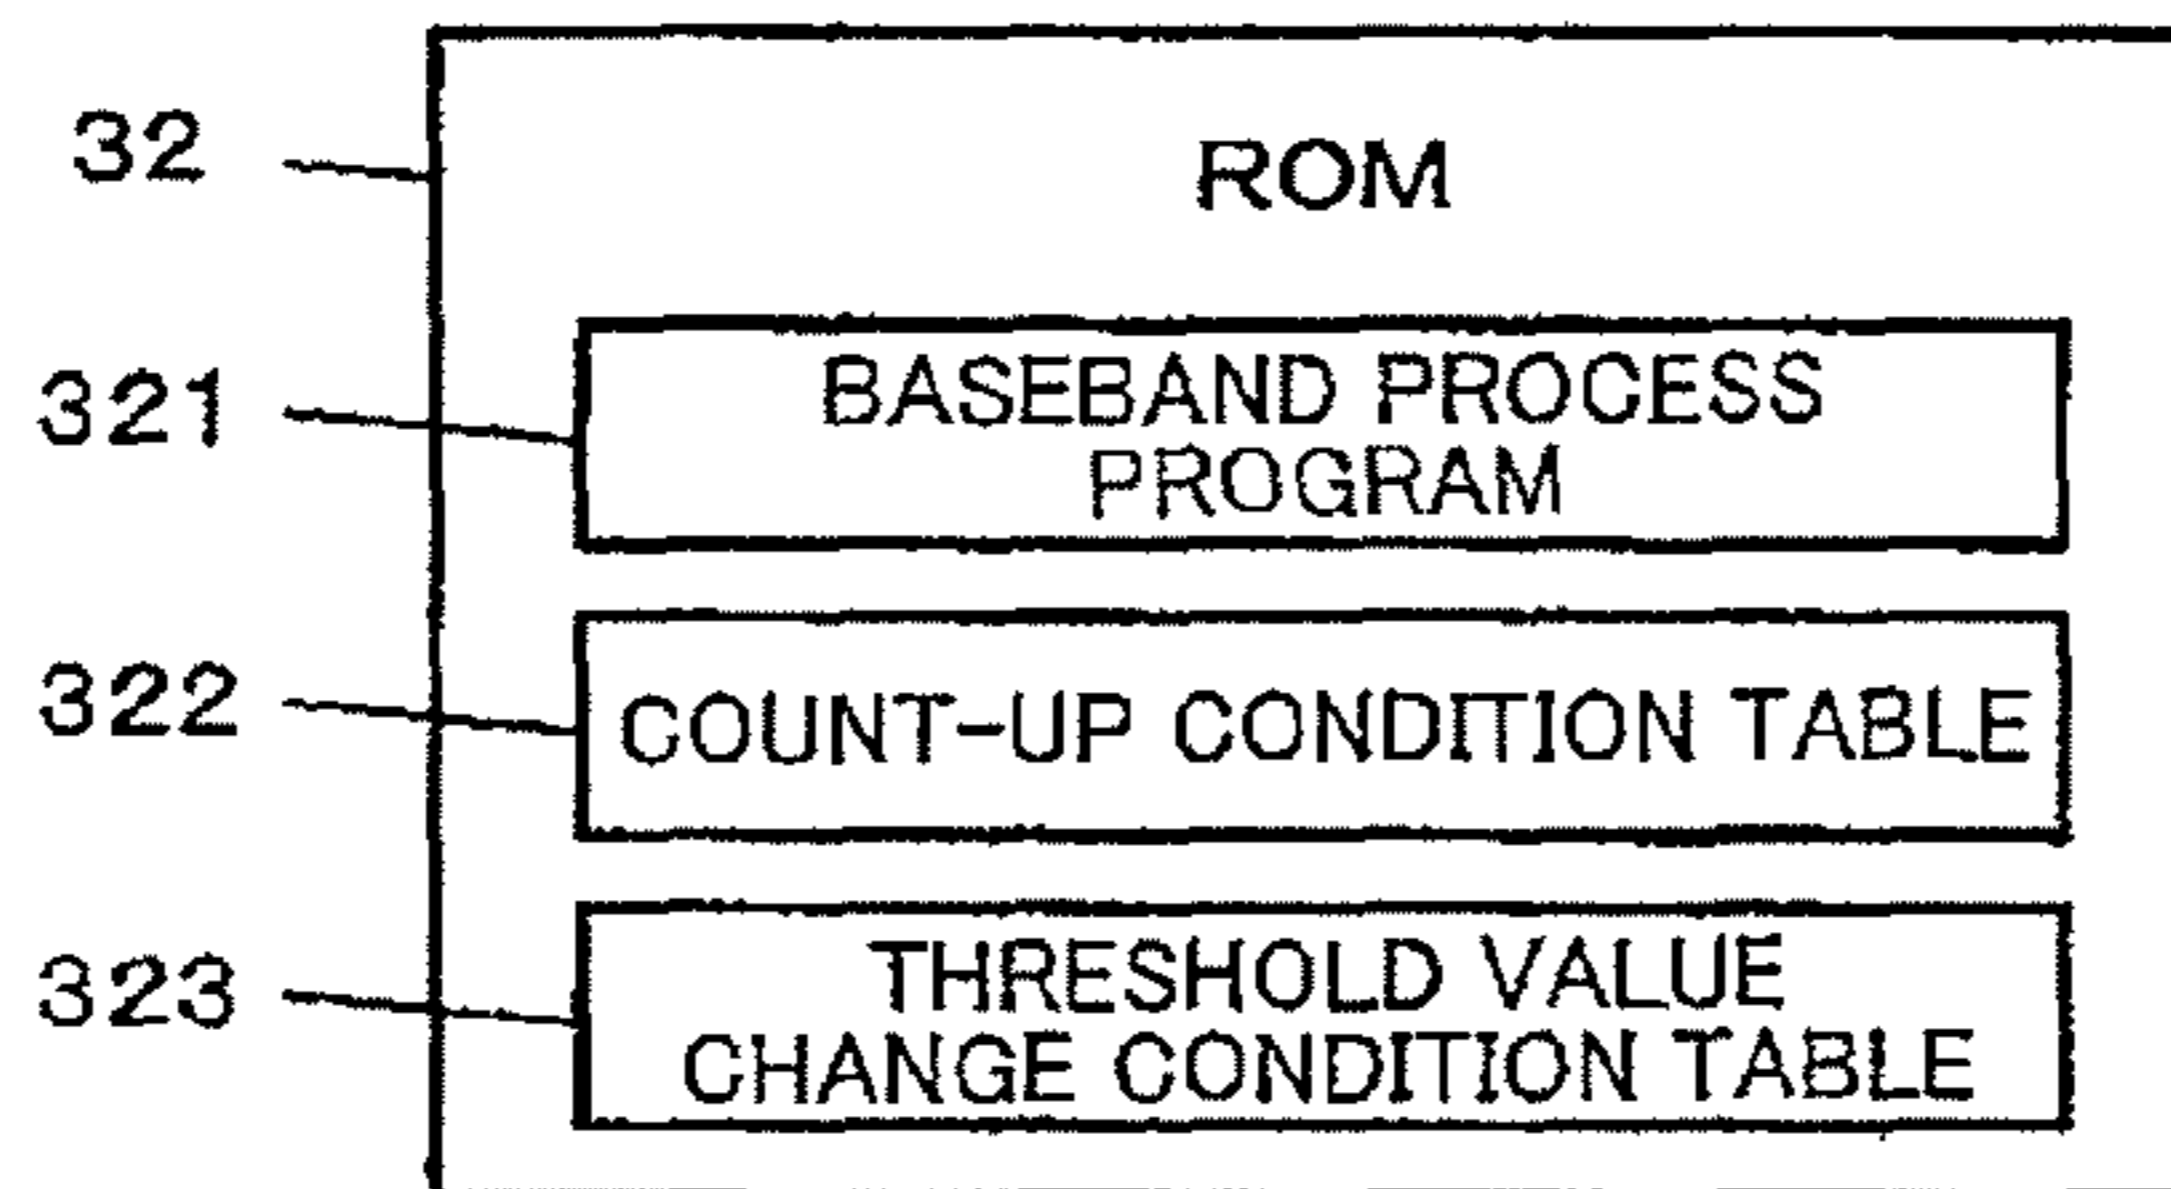 32
ROM
321
BASEBAND PROCESS
PROGRAM
322
COUNT-UP CONDITION TABLE
323
THRESHOLD VALUE
CHANGE CONDITION TABLE